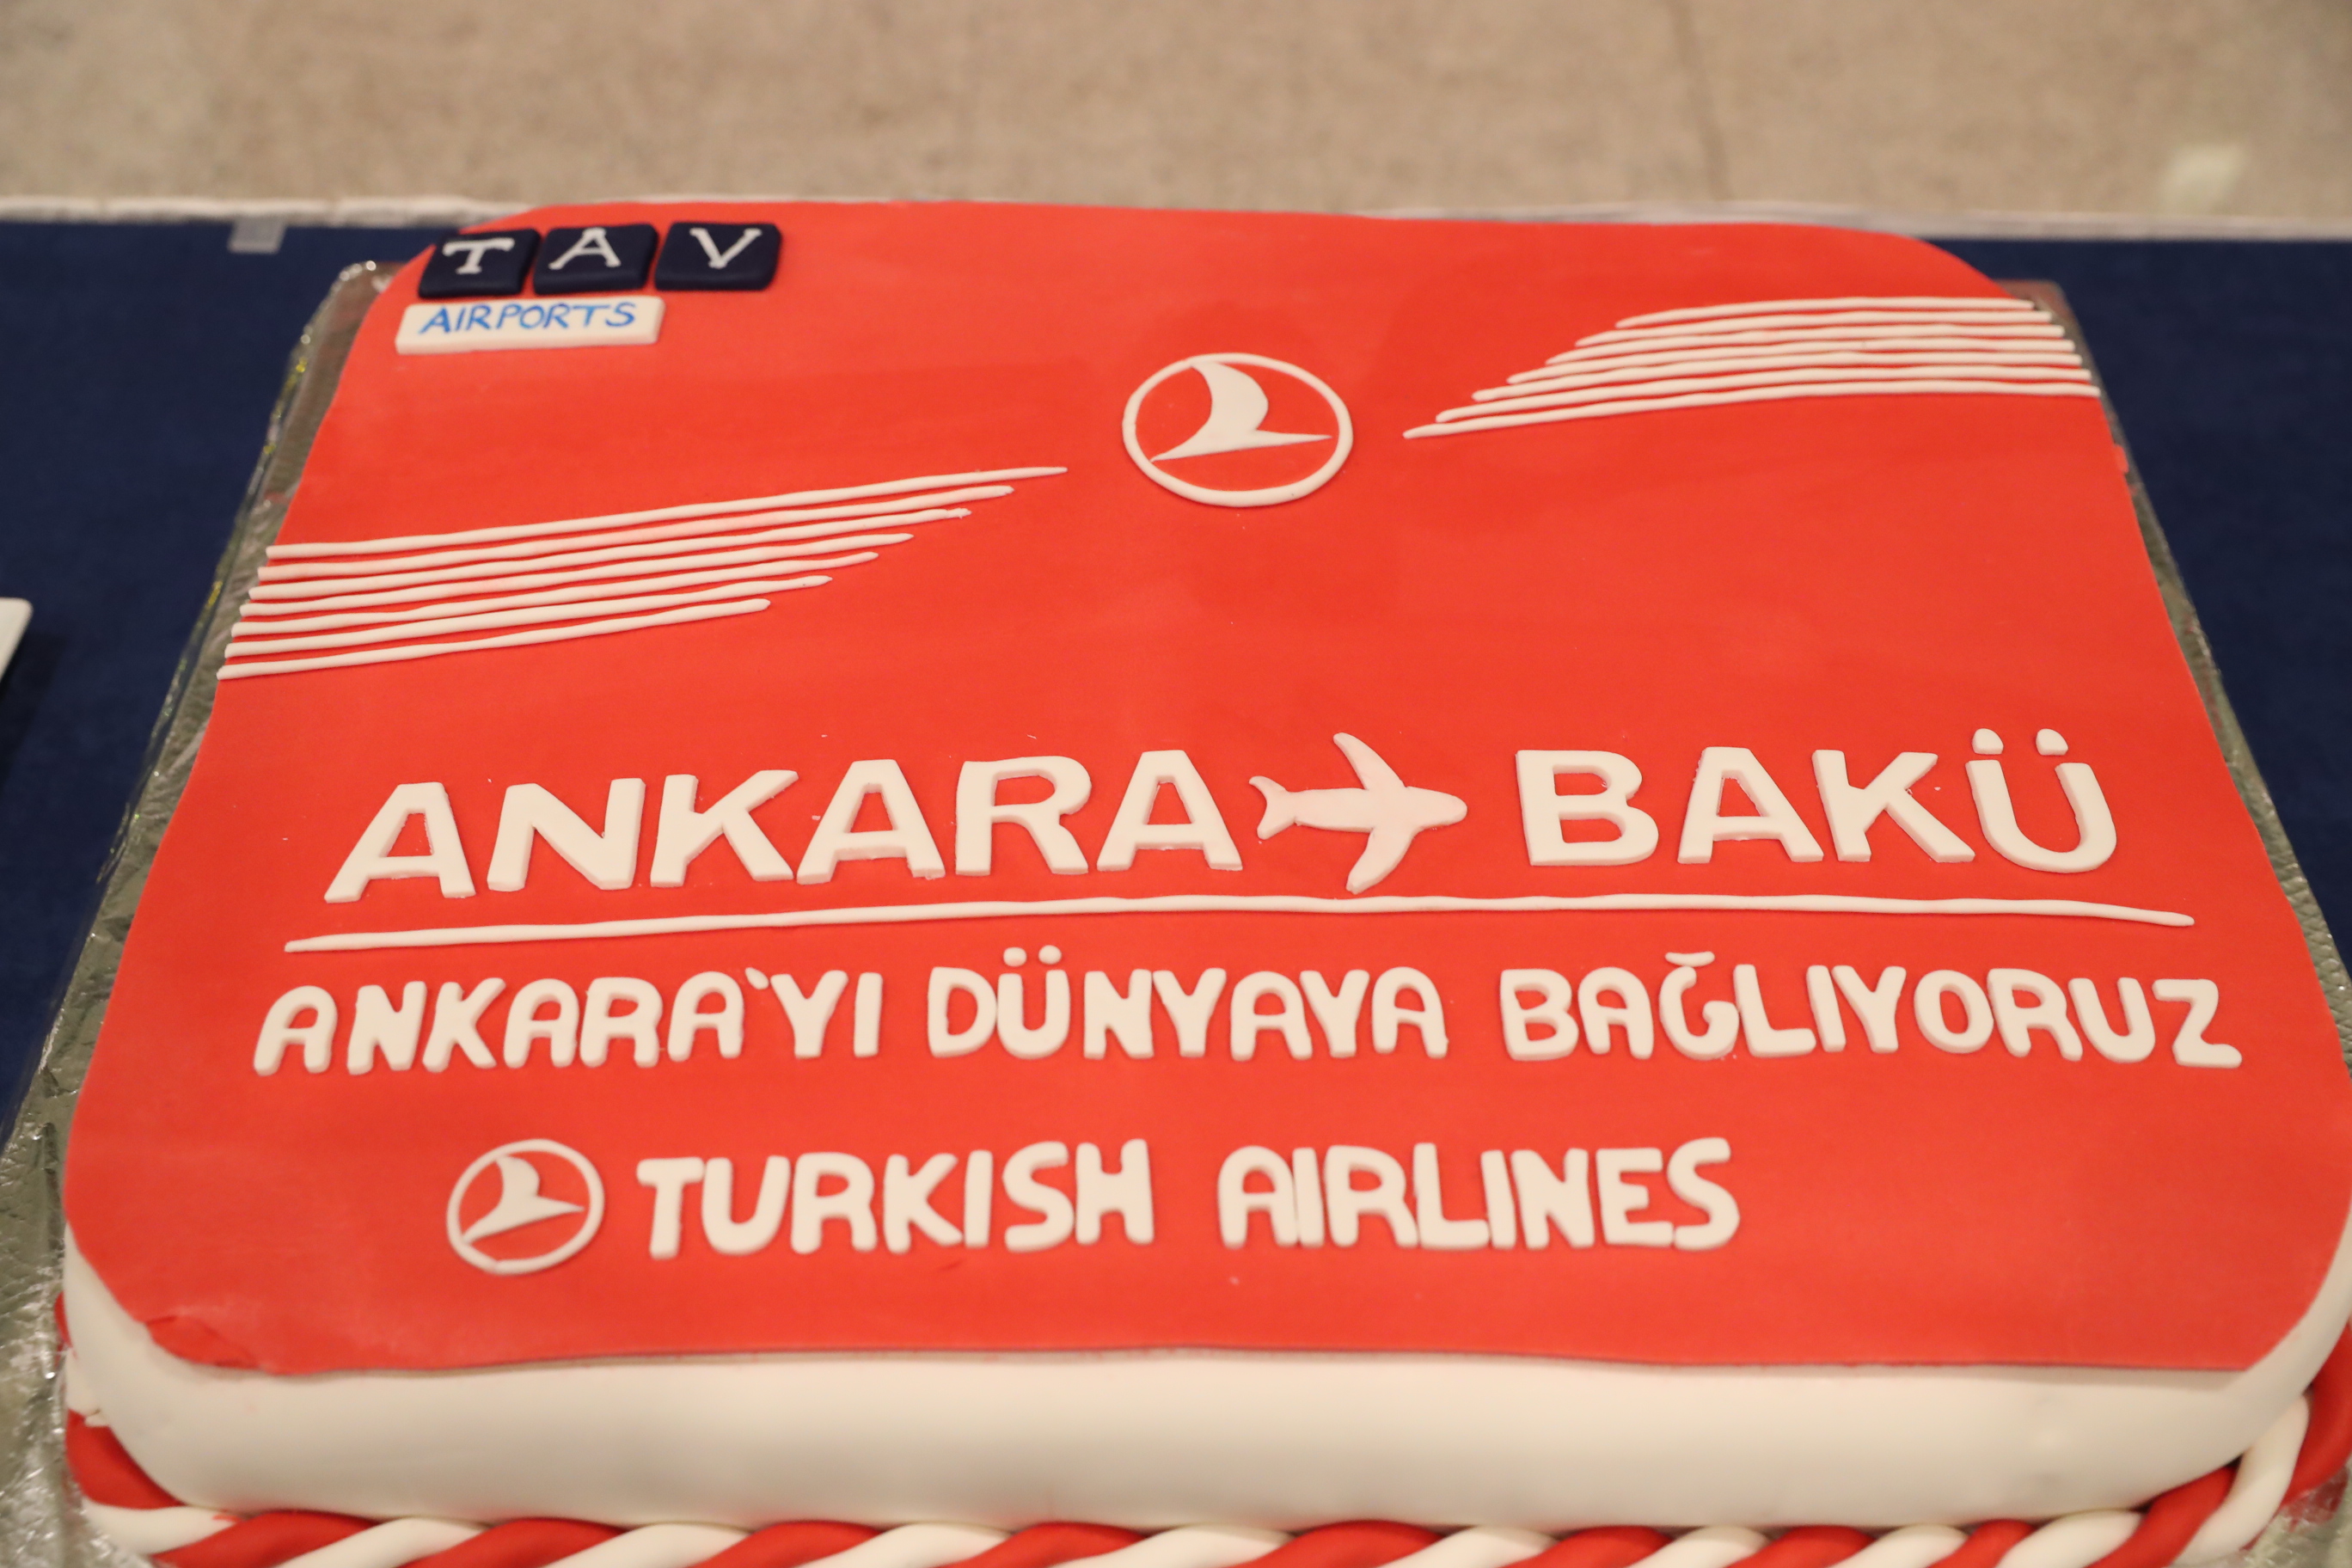 TAV
AIRPORTS
ANKARA BAKÜ
ANKARA'YI DÜNYAYA BAĞLIYORUZ
TURKISH AIRLINES